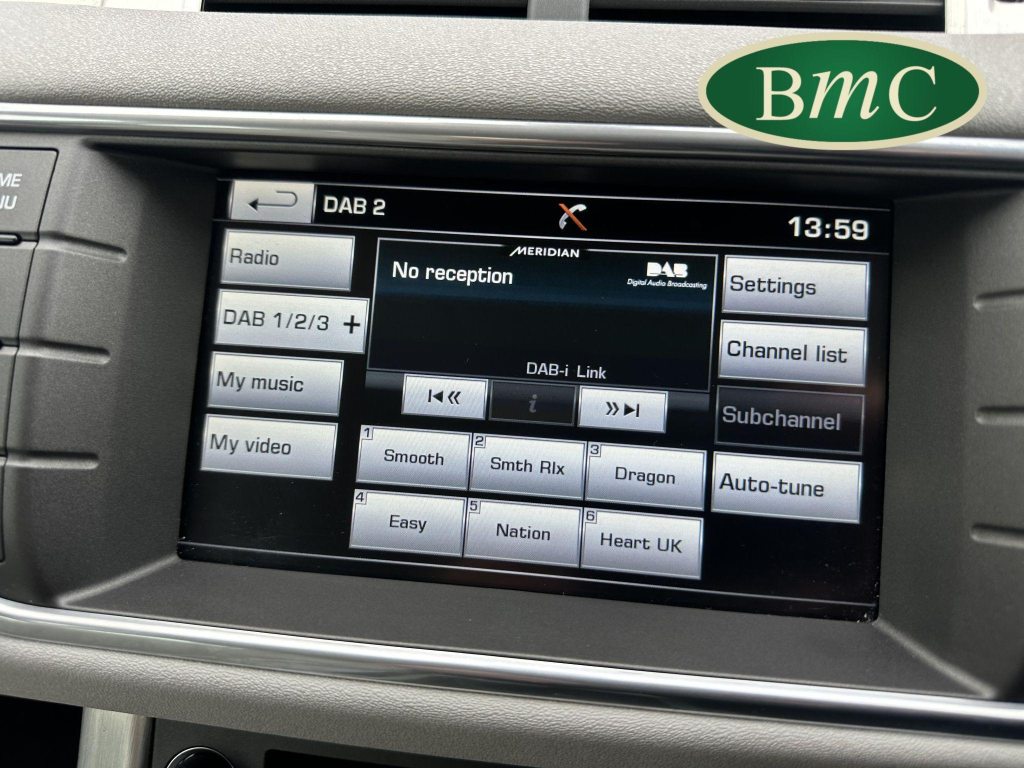 BmC
DAB 2
13:59
Radio
DAB 1/2/3 +
My music
My video
MERIDIAN
No reception
DAB
Digital Audio Broadcasting
DAB-i Link
i
Settings
Channel list
Subchannel
Auto-tune
1 Smooth
2 Smth Rlx
3 Dragon
4 Easy
5 Nation
6 Heart UK